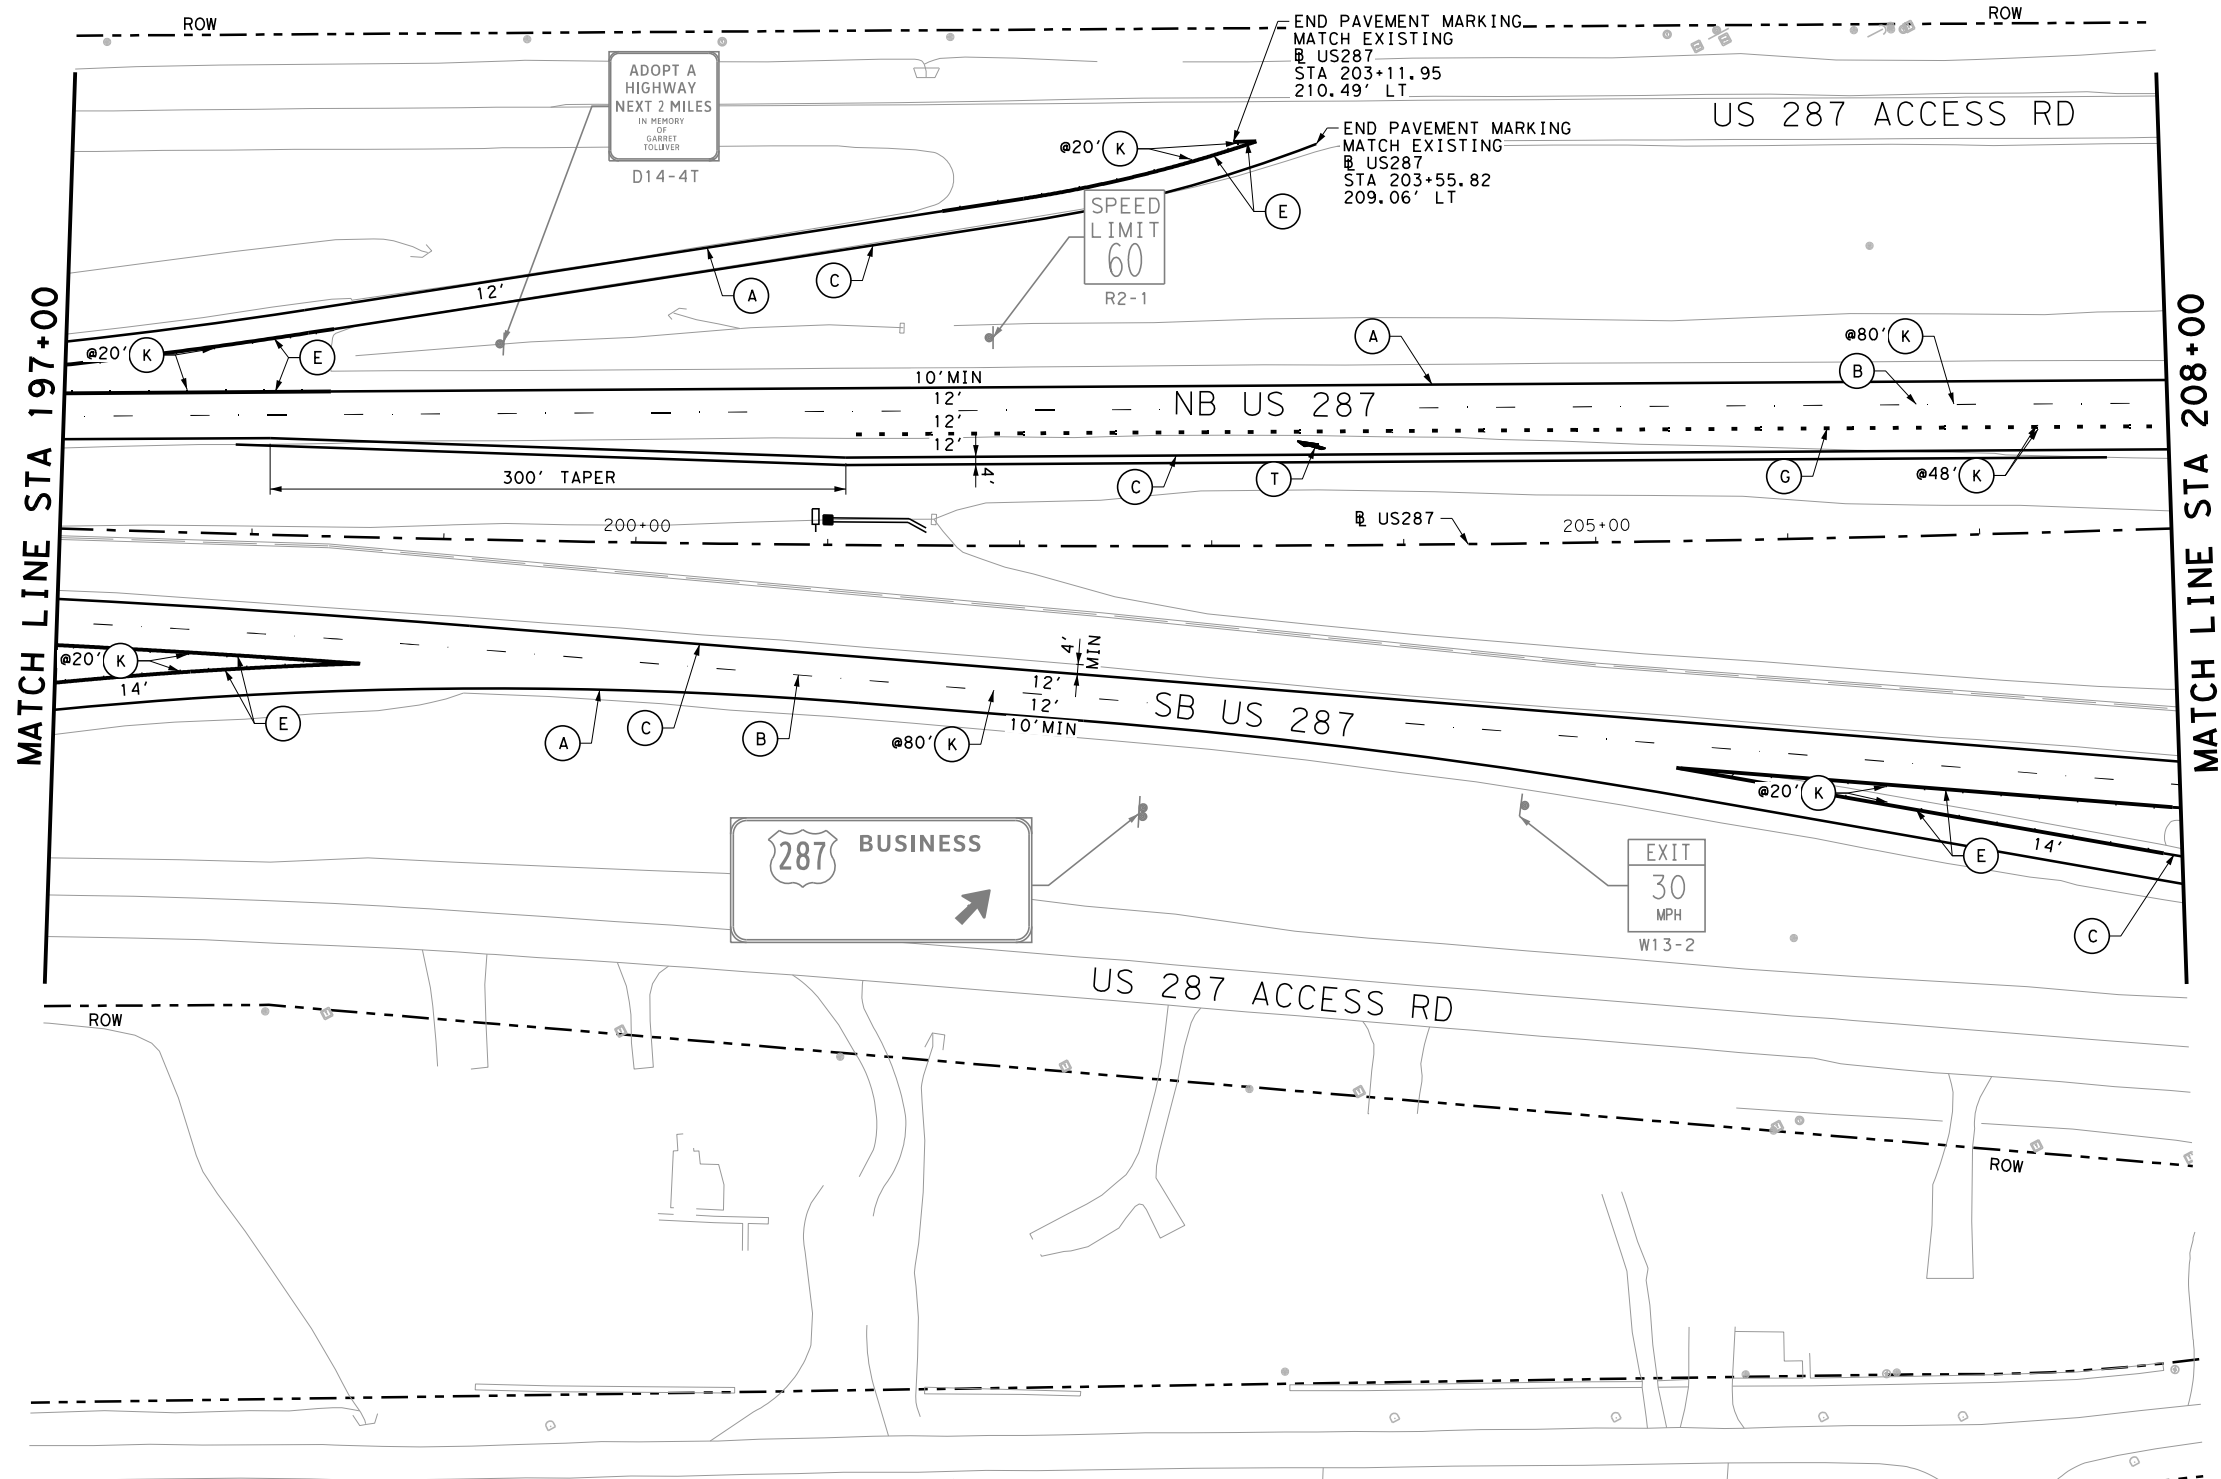 ROW
ROW
END PAVEMENT MARKING
MATCH EXISTING
℄ US287
STA 203+11.95
210.49' LT
ADOPT A
HIGHWAY
NEXT 2 MILES
IN MEMORY
OF
GARRET
TOLLIVER
D14-4T
US 287 ACCESS RD
END PAVEMENT MARKING
MATCH EXISTING
US287
STA 203+55.82
209.06' LT
@20' K
E
SPEED
LIMIT
60
R2-1
A
C
12'
MATCH LINE STA 197+00
MATCH LINE STA 208+00
@20' K
E
A
@80' K
B
10'MIN
12'
12'
12'
4'
NB US 287
300' TAPER
C
T
G
@48' K
200+00
US287
205+00
@20' K
14'
E
A
C
B
@80' K
4'
MIN
12'
12'
10'MIN
SB US 287
@20' K
14'
E
C
287
BUSINESS
EXIT
30
MPH
W13-2
US 287 ACCESS RD
ROW
ROW